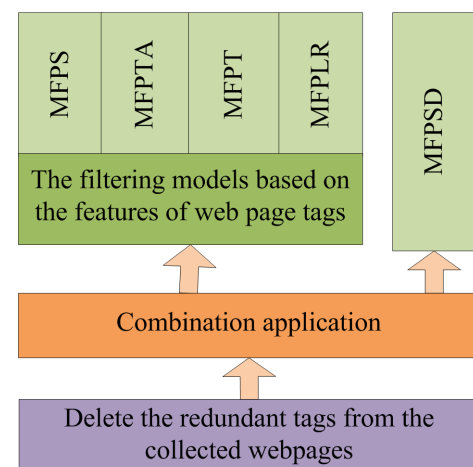 MFPS
MFPTA
MFPT
MFPLR
MFPSD
The filtering models based on
the features of web page tags
Combination application
Delete the redundant tags from the
collected webpages